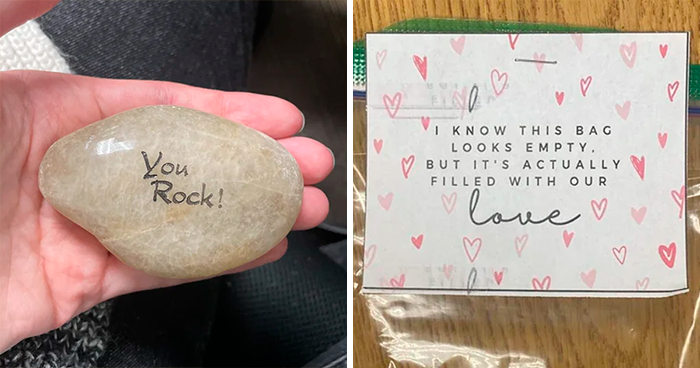 You
Rock!
I KNOW THIS BAG
LOOKS EMPTY,
BUT IT'S ACTUALLY
FILLED WITH OUR
love